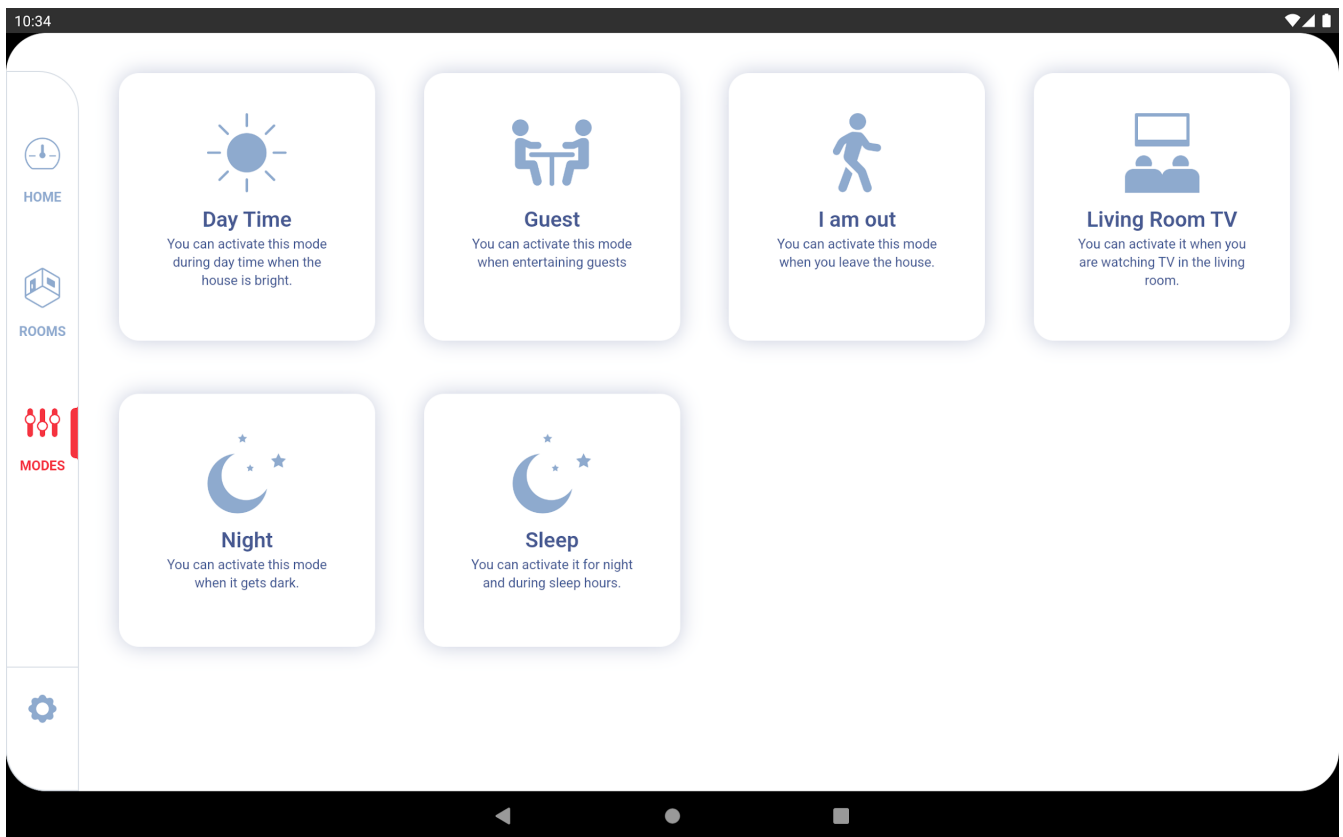 10:34
HOME
ROOMS
MODES
Day Time
You can activate this mode
during day time when the
house is bright.
Guest
You can activate this mode
when entertaining guests
I am out
You can activate this mode
when you leave the house.
Living Room TV
You can activate it when you
are watching TV in the living
room.
Night
You can activate this mode
when it gets dark.
Sleep
You can activate it for night
and during sleep hours.